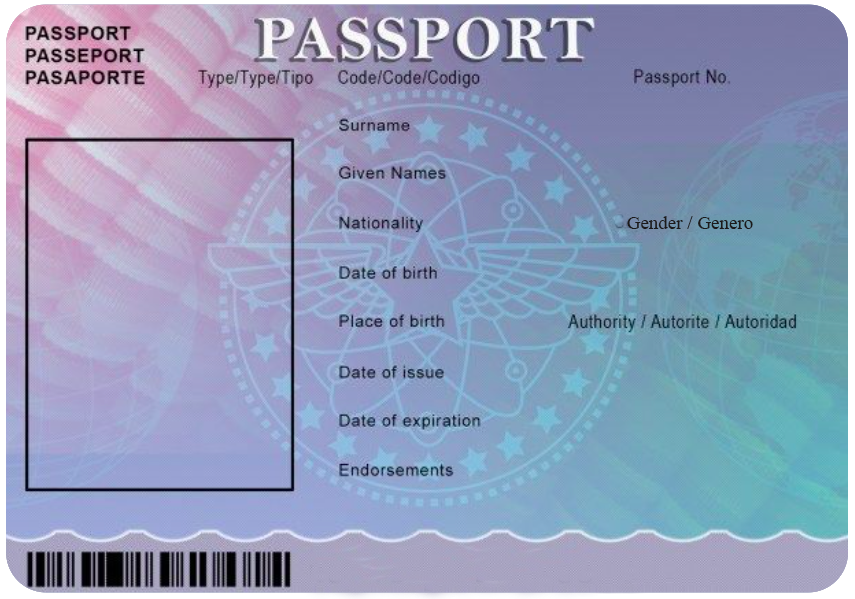 PASSPORT
PASSPORT
PASSEPORT
PASAPORTE
Type/Type/Tipo Code/Code/Codigo Passport No.
Surname
Given Names
Nationality Gender / Genero
Date of birth
Place of birth Authority / Autorite / Autoridad
Date of issue
Date of expiration
Endorsements